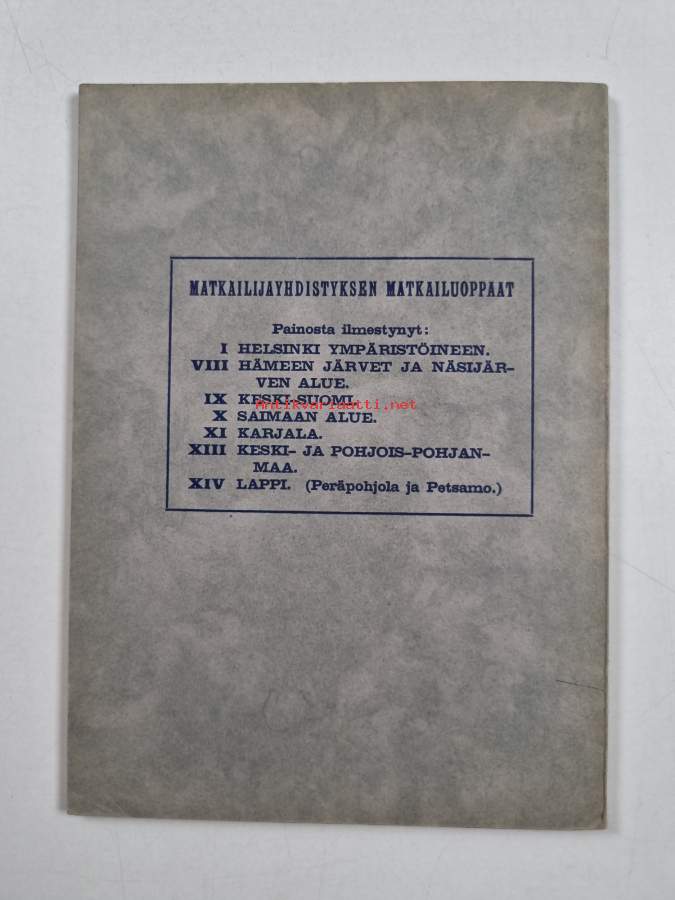 MATKAILIJAYHDISTYKSEN MATKAILUOPPAAT
Painosta ilmestynyt:
I HELSINKI YMPÄRISTÖINEEN.
VIII HÄMEEN JÄRVET JA NÄSIJÄR-
VEN ALUE.
IX KESKI-SUOMI.
Antikvariaatti.net
X SAIMAAN ALUE.
XI KARJALA.
XIII KESKI- JA POHJOIS-POHJAN-
MAA.
XIV LAPPI. (Peräpohjola ja Petsamo.)